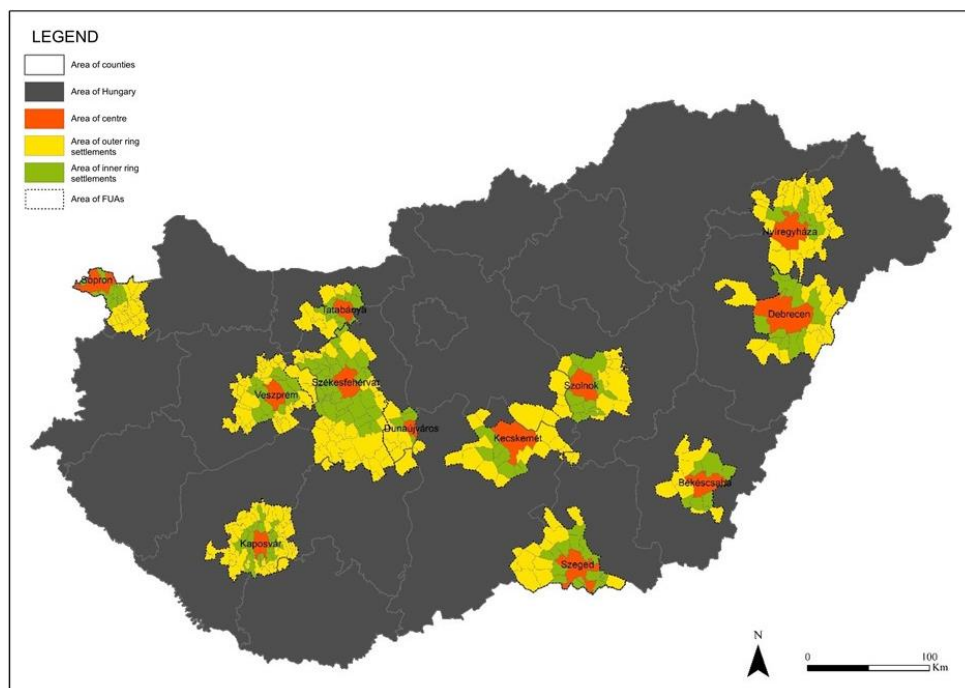 LEGEND
Area of counties
Area of Hungary
Area of centre
Area of outer ring
settlements
Area of inner ring
settlements
Area of FUAs
Nyíregyháza
Sopron
Debrecen
Tatabánya
Székesfehérvár
Veszprém
Szolnok
Dunaújváros
Kecskemét
Békéscsaba
Kaposvár
Szeged
N
0 100
Km